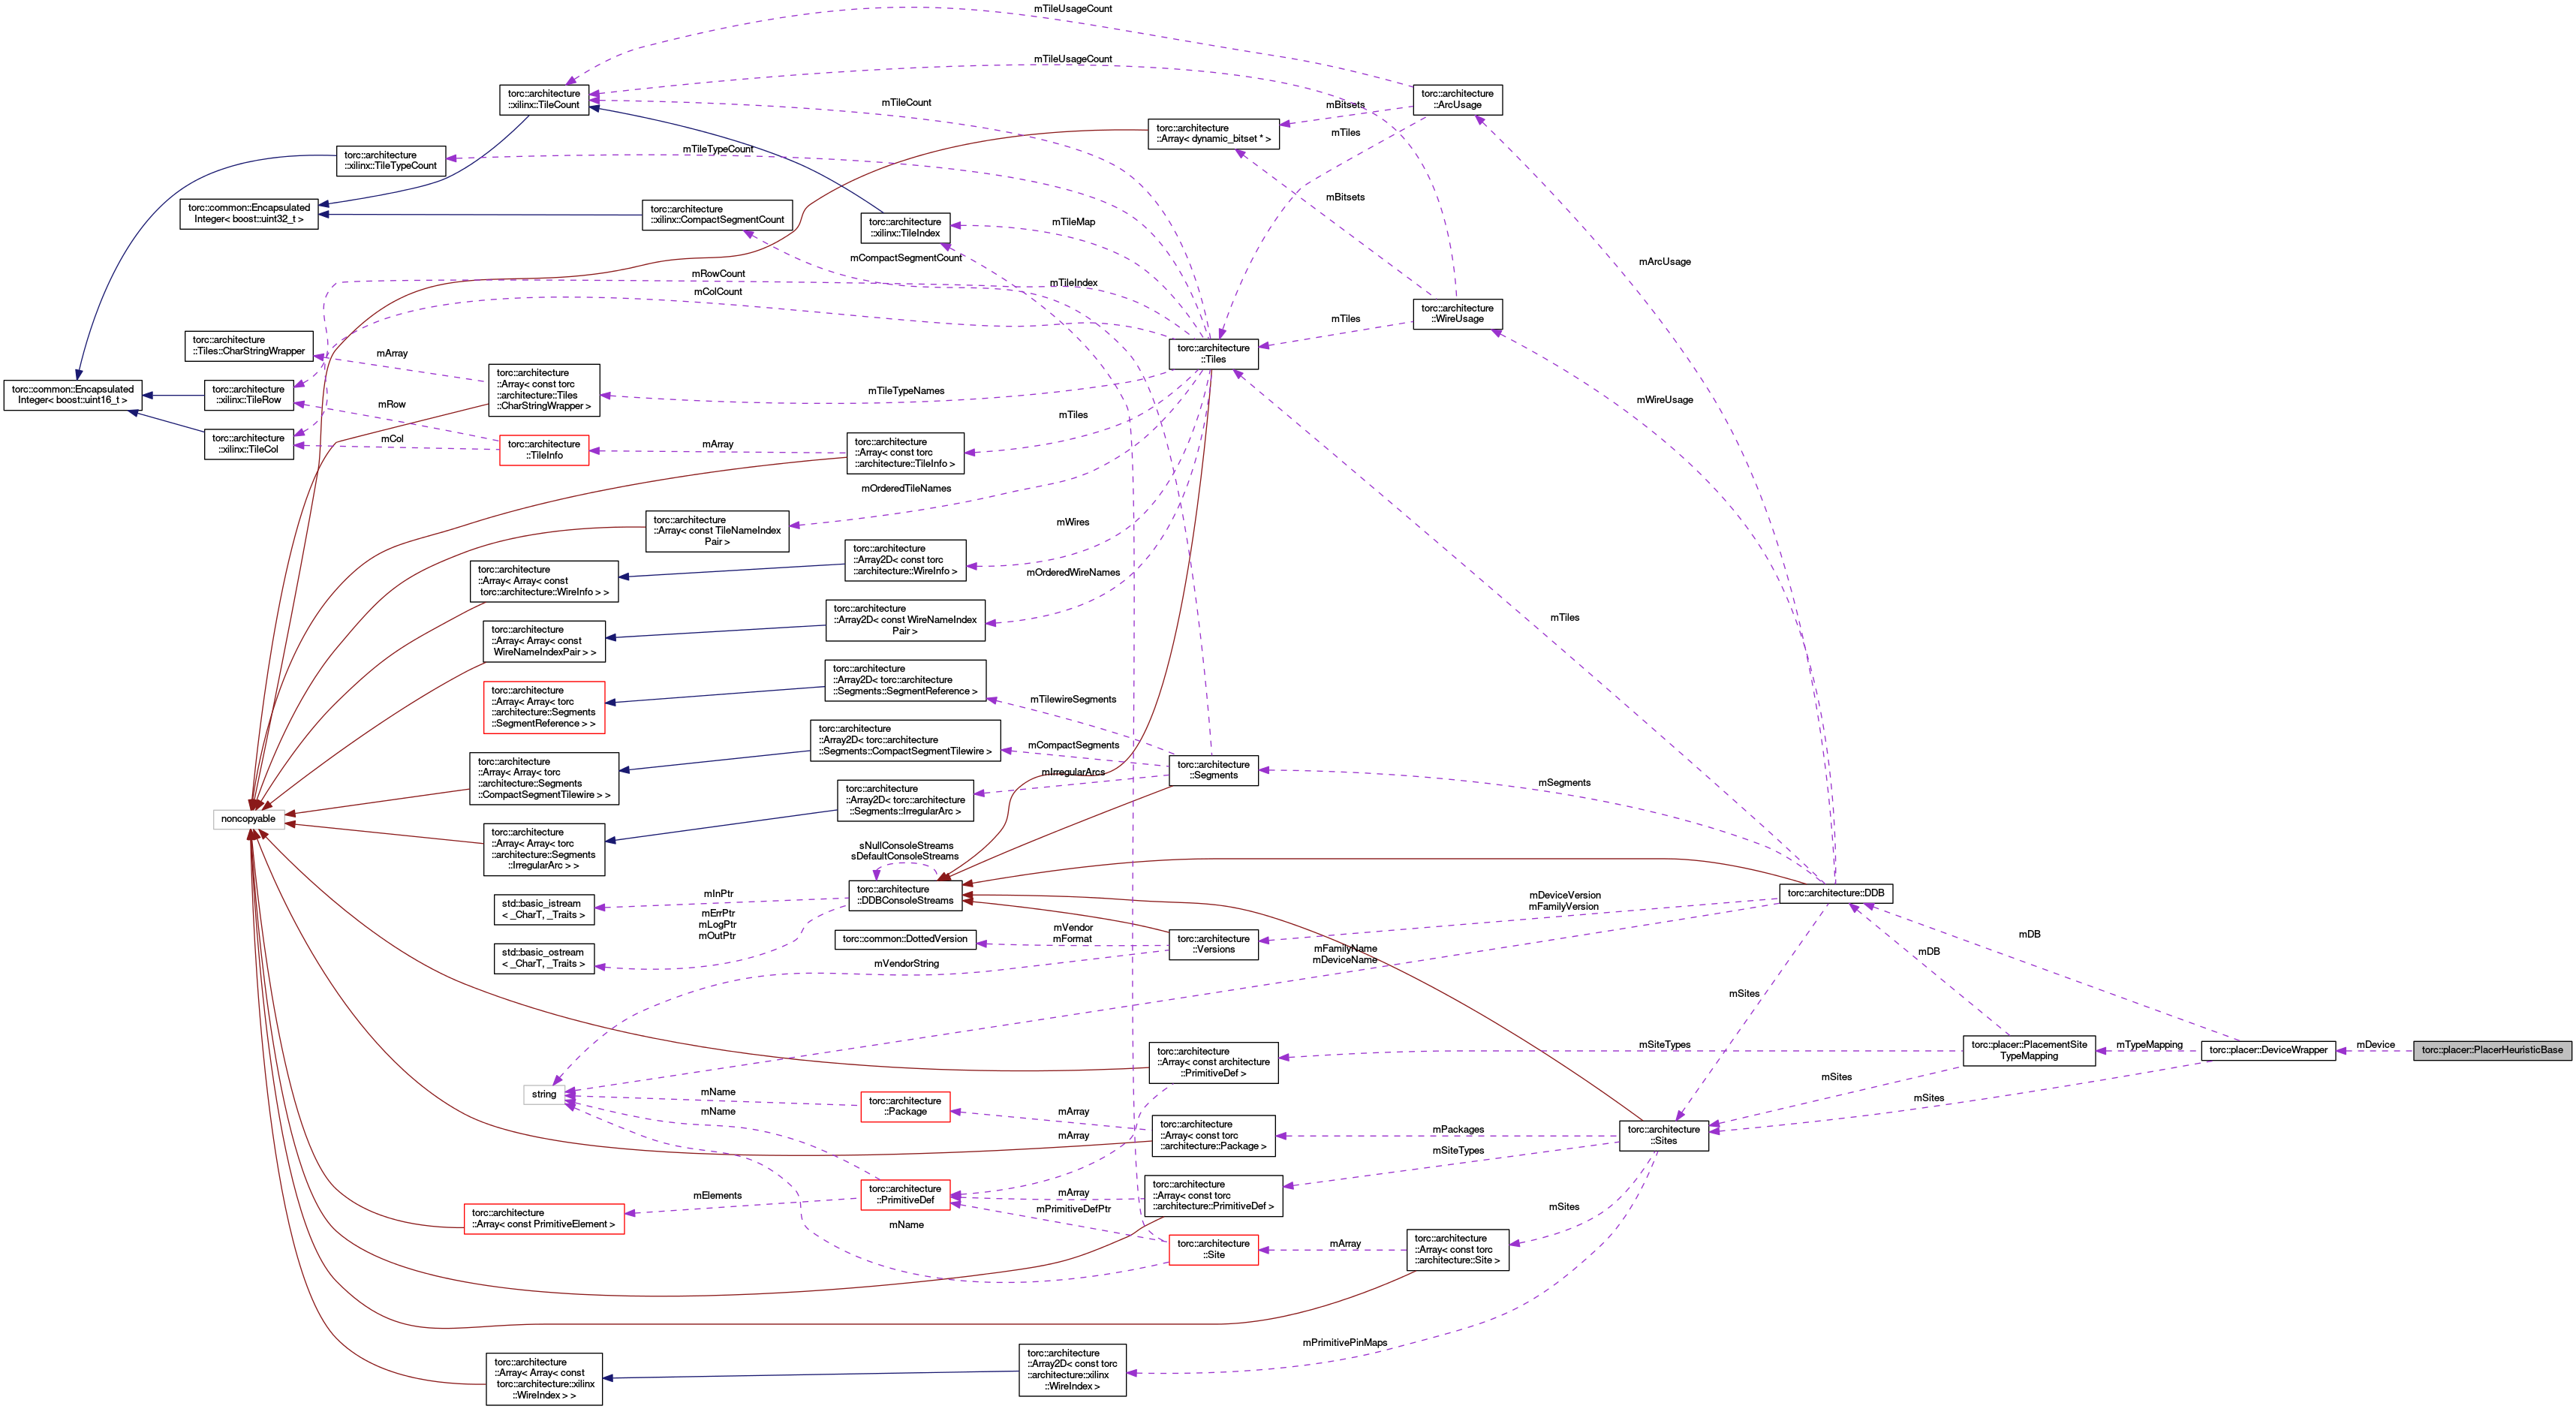 mTileUsageCount
mTileUsageCount
torc::architecture
::xilinx::TileCount
torc::architecture
::ArcUsage
mTileCount
mBitsets
torc::architecture
::Array< dynamic_bitset * >
mTiles
torc::architecture
::xilinx::TileTypeCount
mTileTypeCount
mBitsets
torc::common::Encapsulated
Integer< boost::uint32_t >
torc::architecture
::xilinx::CompactSegmentCount
torc::architecture
::xilinx::TileIndex
mTileMap
mCompactSegmentCount
mArcUsage
mRowCount
mTileIndex
mColCount
torc::architecture
::WireUsage
mTiles
torc::architecture
::Tiles::CharStringWrapper
mArray
torc::architecture
::Tiles
torc::common::Encapsulated
Integer< boost::uint16_t >
torc::architecture
::xilinx::TileRow
mRow
torc::architecture
::Array< const torc
::architecture::Tiles
::CharStringWrapper >
mTileTypeNames
mWireUsage
torc::architecture
::xilinx::TileCol
mCol
torc::architecture
::TileInfo
mArray
torc::architecture
::Array< const torc
::architecture::TileInfo >
mTiles
mOrderedTileNames
torc::architecture
::Array< const TileNameIndex
Pair >
mWires
torc::architecture
::Array< Array< const
torc::architecture::WireInfo > >
torc::architecture
::Array2D< const torc
::architecture::WireInfo >
mOrderedWireNames
torc::architecture
::Array< Array< const
WireNameIndexPair > >
torc::architecture
::Array2D< const WireNameIndex
Pair >
mTiles
torc::architecture
::Array< Array< torc
::architecture::Segments
::SegmentReference > >
torc::architecture
::Array2D< torc::architecture
::Segments::SegmentReference >
mTilewireSegments
torc::architecture
::Array< Array< torc
::architecture::Segments
::CompactSegmentTilewire > >
torc::architecture
::Array2D< torc::architecture
::Segments::CompactSegmentTilewire >
mCompactSegments
mIrregularArcs
torc::architecture
::Segments
mSegments
noncopyable
torc::architecture
::Array< Array< torc
::architecture::Segments
::IrregularArc > >
torc::architecture
::Array2D< torc::architecture
::Segments::IrregularArc >
sNullConsoleStreams
sDefaultConsoleStreams
std::basic_istream
< _CharT, _Traits >
mInPtr
mErrPtr
mLogPtr
mOutPtr
torc::architecture
::DDBConsoleStreams
mDeviceVersion
mFamilyVersion
torc::architecture::DDB
std::basic_ostream
< _CharT, _Traits >
torc::common::DottedVersion
mVendor
mFormat
torc::architecture
::Versions
mVendorString
mFamilyName
mDeviceName
mDB
mDB
mSites
string
torc::architecture
::Array< const architecture
::PrimitiveDef >
mSiteTypes
torc::placer::PlacementSite
TypeMapping
mTypeMapping
torc::placer::DeviceWrapper
mDevice
torc::placer::PlacerHeuristicBase
mSites
mSites
mName
mName
torc::architecture
::Package
mArray
mArray
torc::architecture
::Array< const torc
::architecture::Package >
mPackages
mSiteTypes
torc::architecture
::Sites
torc::architecture
::Array< const PrimitiveElement >
mElements
torc::architecture
::PrimitiveDef
mArray
mPrimitiveDefPtr
torc::architecture
::Array< const torc
::architecture::PrimitiveDef >
mName
torc::architecture
::Site
mArray
torc::architecture
::Array< const torc
::architecture::Site >
mSites
mPrimitivePinMaps
torc::architecture
::Array< Array< const
torc::architecture::xilinx
::WireIndex > >
torc::architecture
::Array2D< const torc
::architecture::xilinx
::WireIndex >